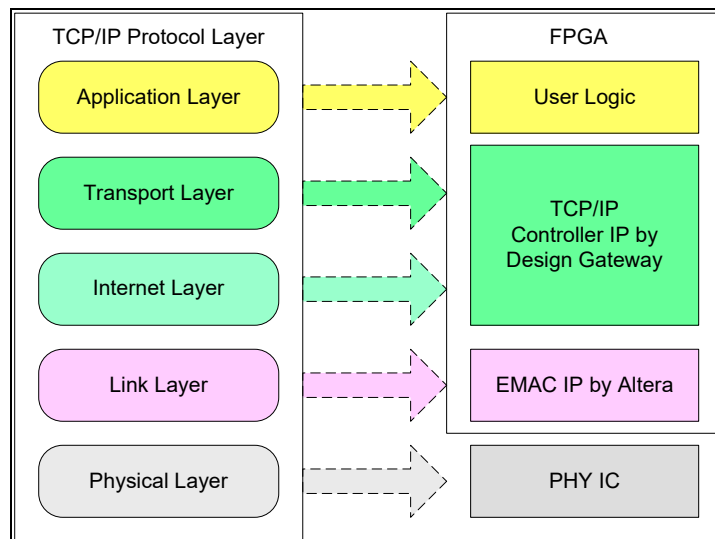 TCP/IP Protocol Layer
FPGA
Application Layer
User Logic
Transport Layer
TCP/IP
Controller IP by
Design Gateway
Internet Layer
Link Layer
EMAC IP by Altera
Physical Layer
PHY IC